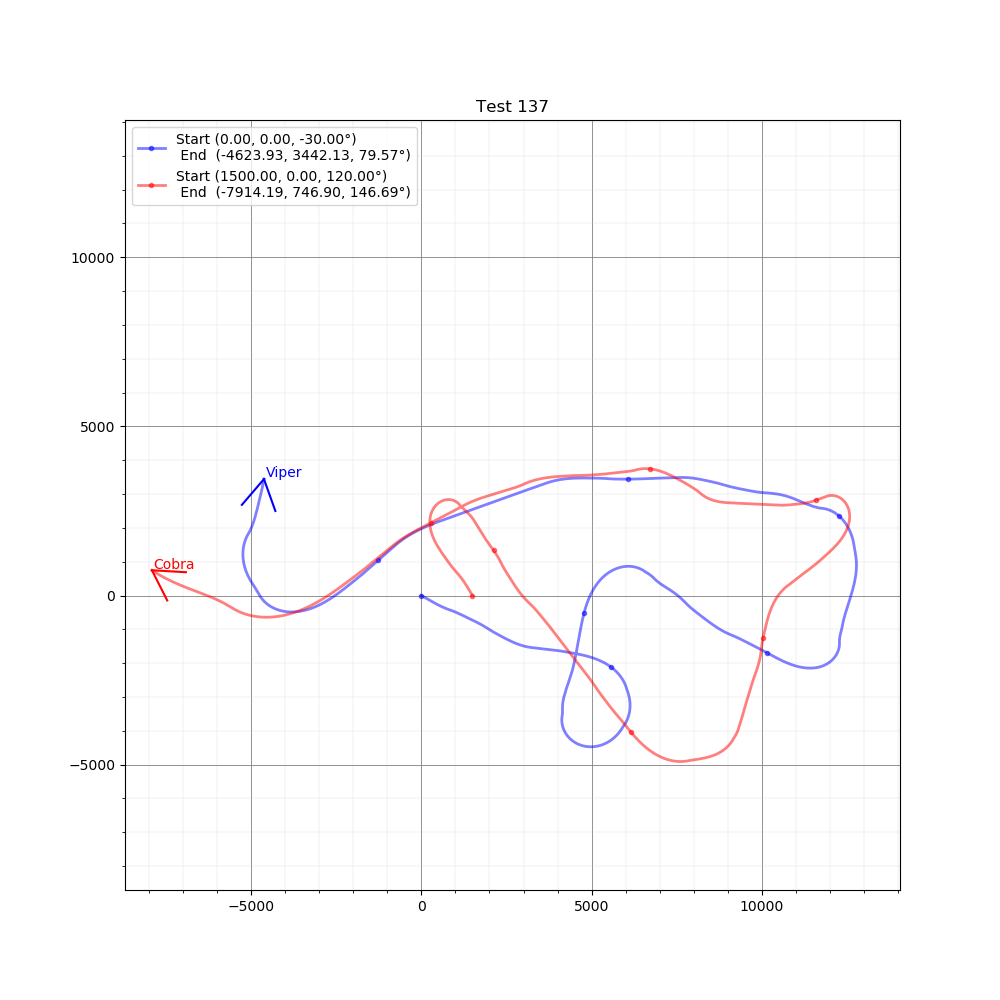 Test 137
Start (0.00, 0.00, -30.00°)
End (-4623.93, 3442.13, 79.57°)
Start (1500.00, 0.00, 120.00°)
End (-7914.19, 746.90, 146.69°)
10000
5000
Viper
Cobra
0
−5000
−5000 0 5000 10000